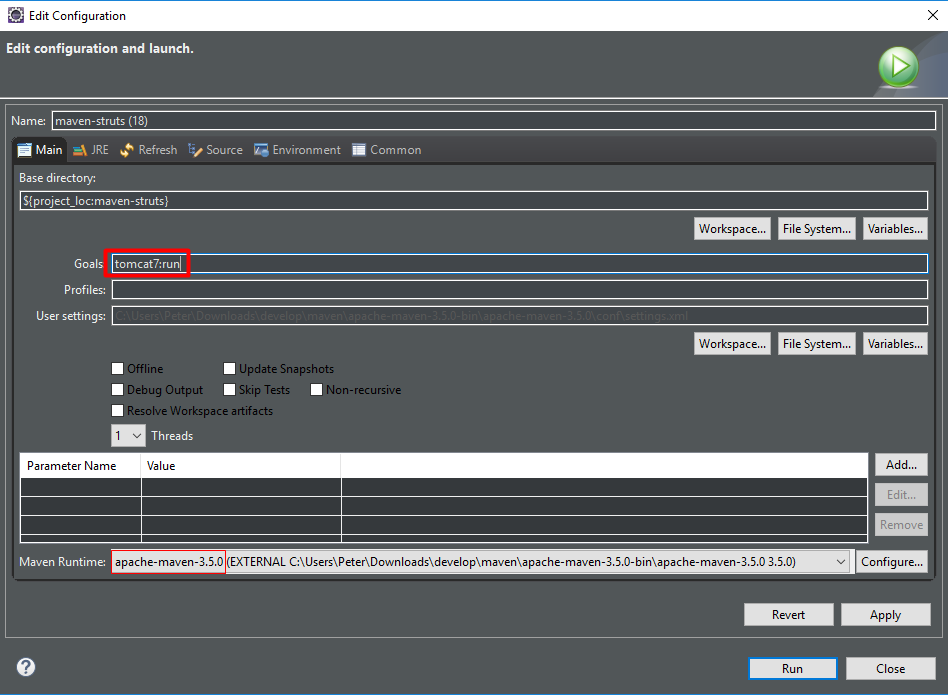 Edit Configuration
Edit configuration and launch.
Name: maven-struts (18)
Main JRE Refresh Source Environment Common
Base directory:
${project_loc:maven-struts}
Workspace... File System... Variables...
Goals tomcat7:run
Profiles:
User settings: C:\Users\Peter\Downloads\develop\maven\apache-maven-3.5.0-bin\apache-maven-3.5.0\conf\settings.xml
Workspace... File System... Variables...
Offline Update Snapshots
Debug Output Skip Tests Non-recursive
Resolve Workspace artifacts
1 Threads
Parameter Name Value Add...
Edit...
Remove
Maven Runtime: apache-maven-3.5.0 (EXTERNAL C:\Users\Peter\Downloads\develop\maven\apache-maven-3.5.0-bin\apache-maven-3.5.0 3.5.0) Configure...
Revert Apply
? Run Close